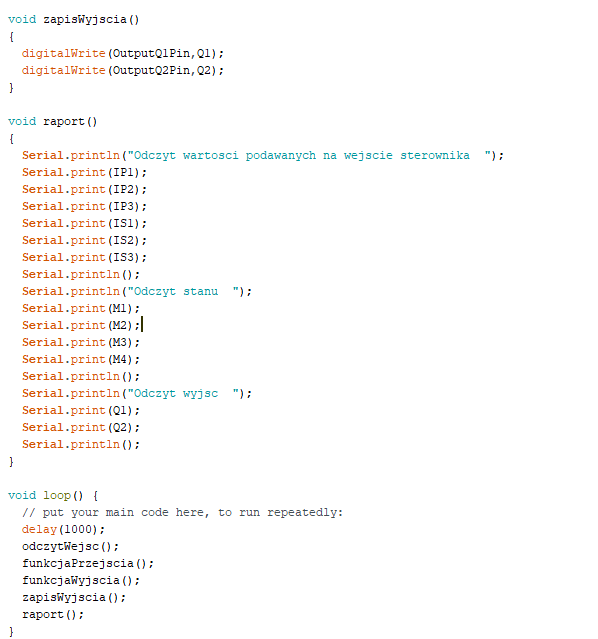 void zapisWyjscia()
{
  digitalWrite(OutputQ1Pin,Q1);
  digitalWrite(OutputQ2Pin,Q2);
}

void raport()
{
  Serial.println("Odczyt wartosci podawanych na wejscie sterownika  ");
  Serial.print(IP1);
  Serial.print(IP2);
  Serial.print(IP3);
  Serial.print(IS1);
  Serial.print(IS2);
  Serial.print(IS3);
  Serial.println();
  Serial.println("Odczyt stanu  ");
  Serial.print(M1);
  Serial.print(M2);
  Serial.print(M3);
  Serial.print(M4);
  Serial.println();
  Serial.println("Odczyt wyjsc  ");
  Serial.print(Q1);
  Serial.print(Q2);
  Serial.println();
}

void loop() {
  // put your main code here, to run repeatedly:
  delay(1000);
  odczytWejsc();
  funkcjaPrzejscia();
  funkcjaWyjscia();
  zapisWyjscia();
  raport();
}